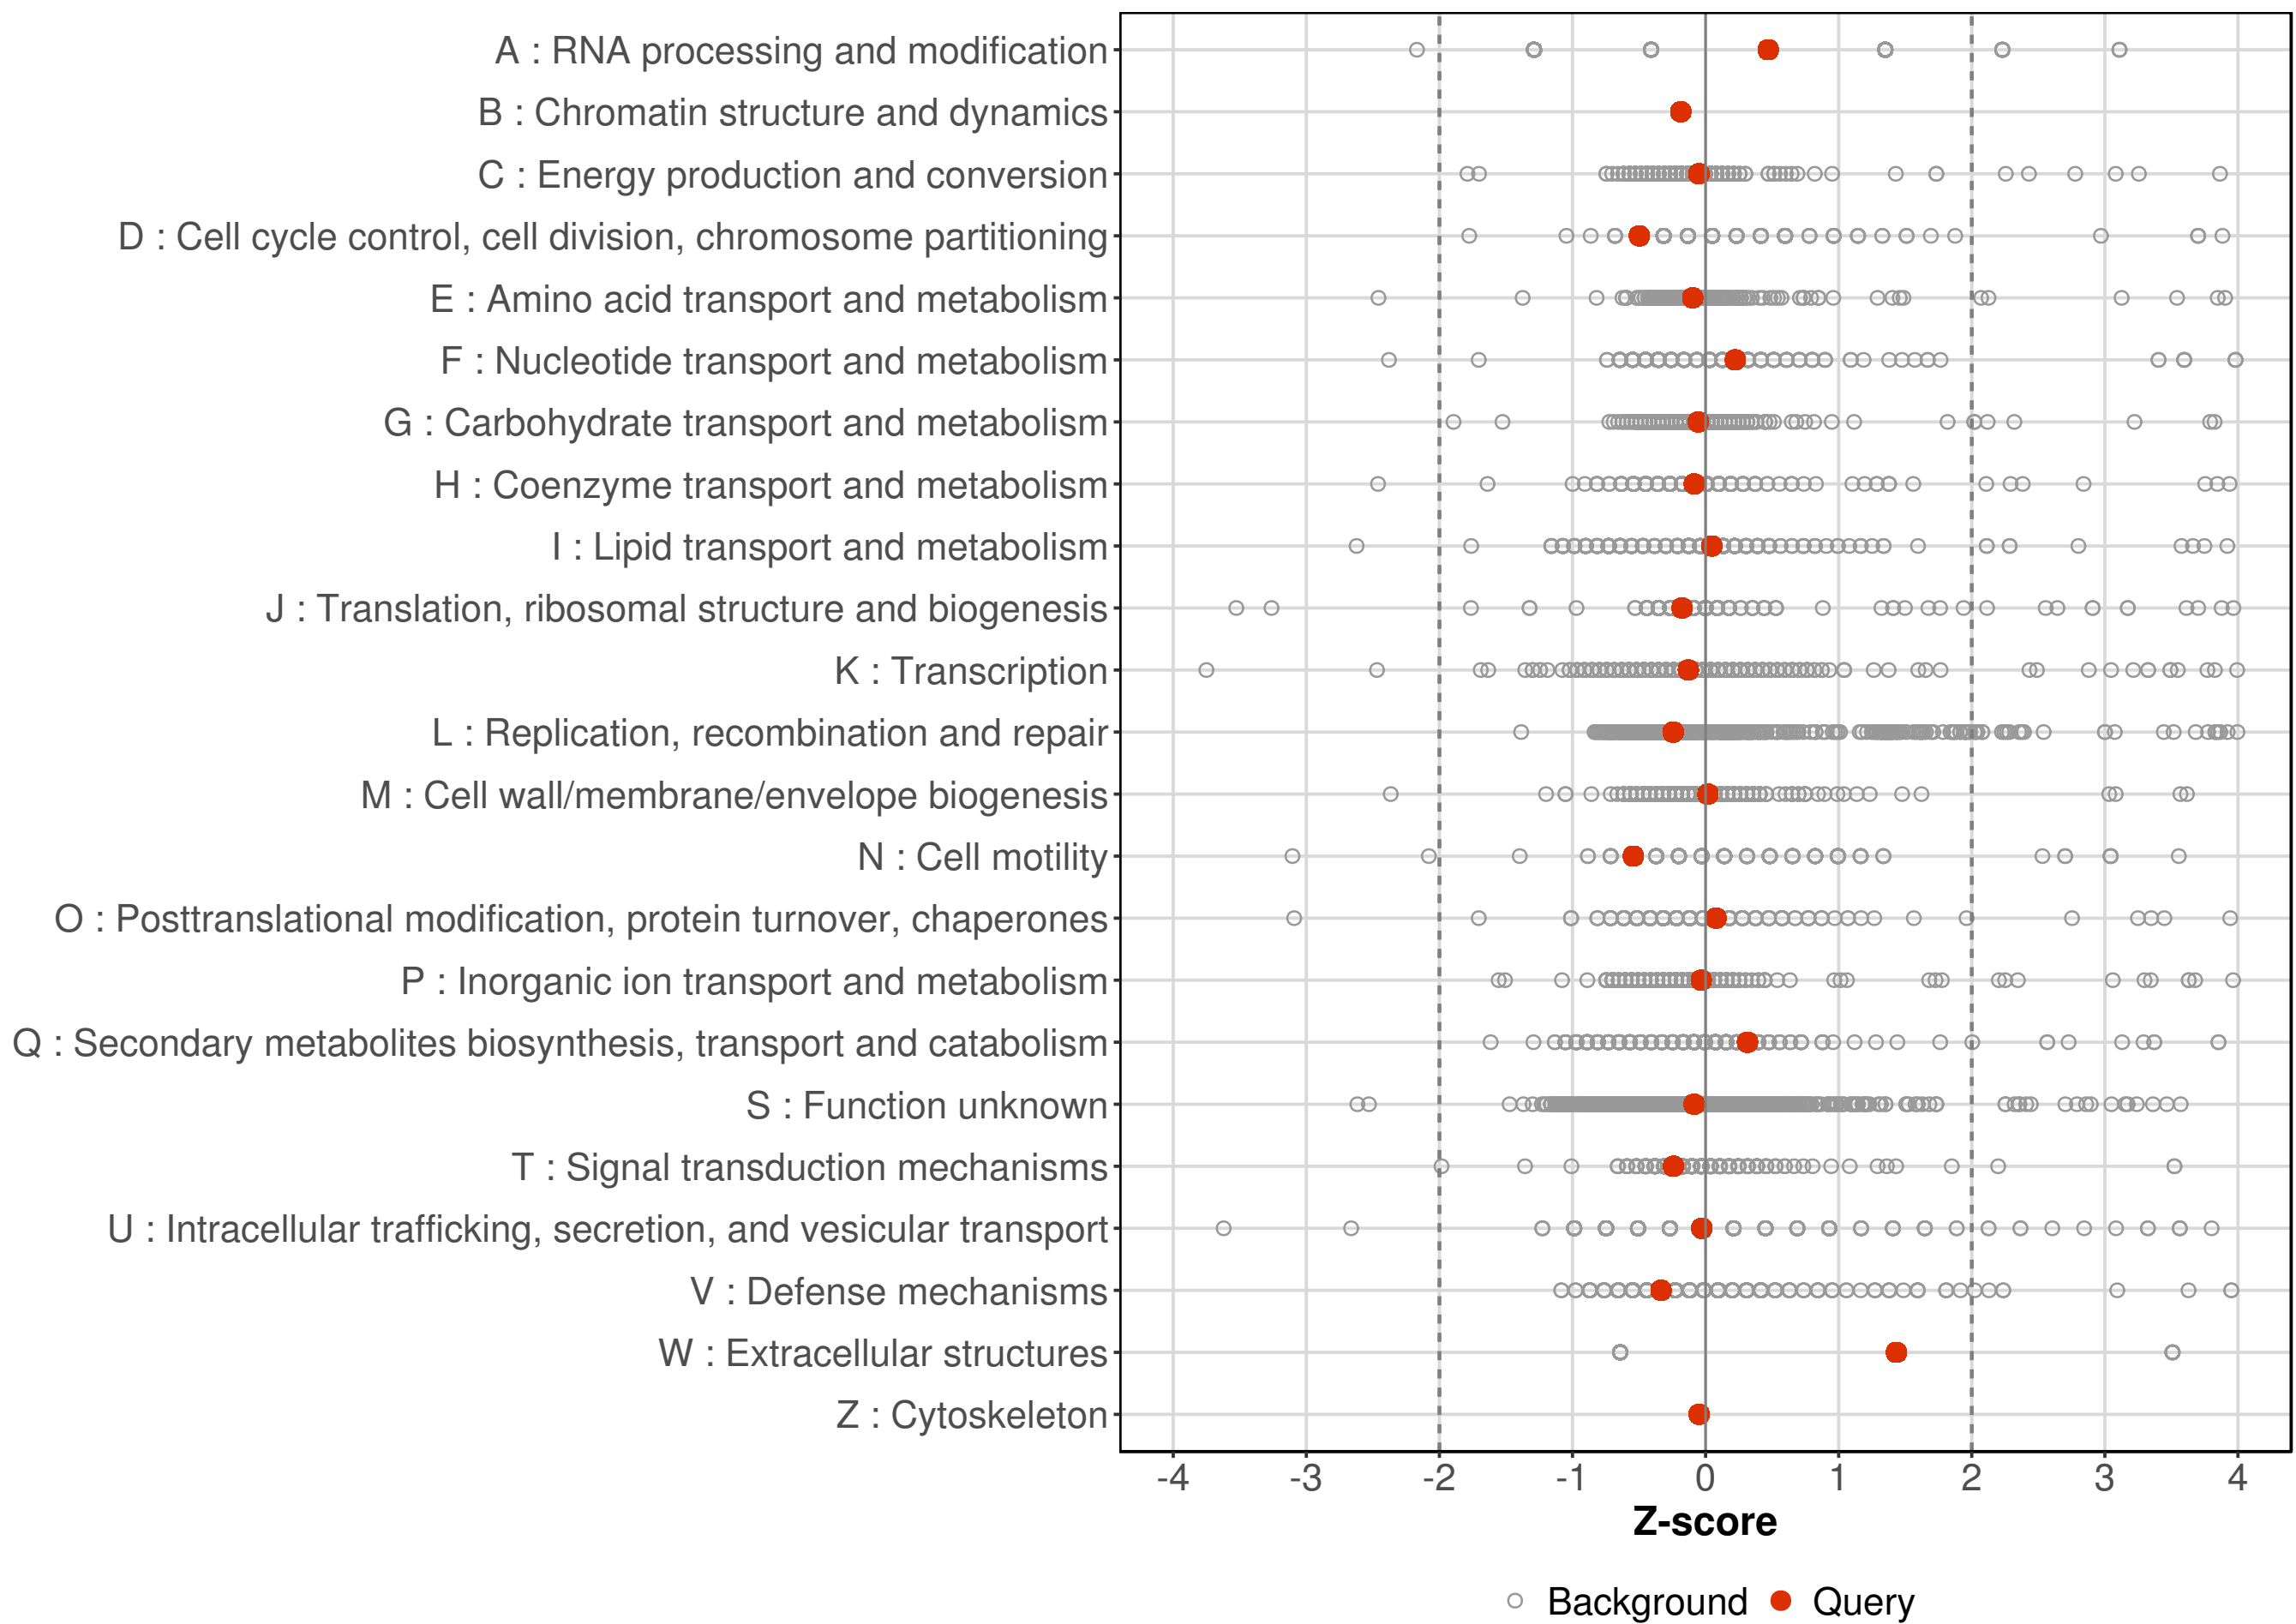 A : RNA processing and modification
B : Chromatin structure and dynamics
C : Energy production and conversion
D : Cell cycle control, cell division, chromosome partitioning
E : Amino acid transport and metabolism
F : Nucleotide transport and metabolism
G : Carbohydrate transport and metabolism
H : Coenzyme transport and metabolism
I : Lipid transport and metabolism
J : Translation, ribosomal structure and biogenesis
K : Transcription
L : Replication, recombination and repair
M : Cell wall/membrane/envelope biogenesis
N : Cell motility
O : Posttranslational modification, protein turnover, chaperones
P : Inorganic ion transport and metabolism
Q : Secondary metabolites biosynthesis, transport and catabolism
S : Function unknown
T : Signal transduction mechanisms
U : Intracellular trafficking, secretion, and vesicular transport
V : Defense mechanisms
W : Extracellular structures
Z : Cytoskeleton
-4 -3 -2 -1 0 1 2 3 4
Z-score
Background Query